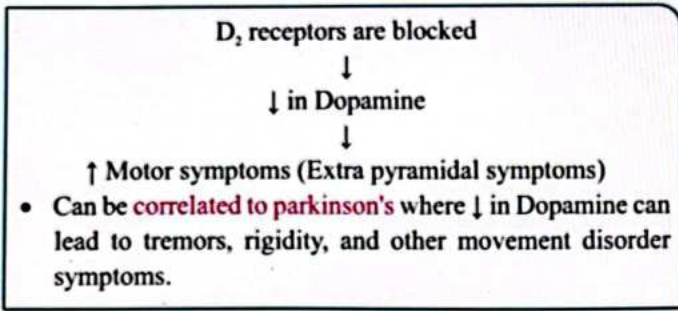 D₂ receptors are blocked
↓
↓ in Dopamine
↓
↑ Motor symptoms (Extra pyramidal symptoms)
• Can be correlated to parkinson's where ↓ in Dopamine can
lead to tremors, rigidity, and other movement disorder
symptoms.